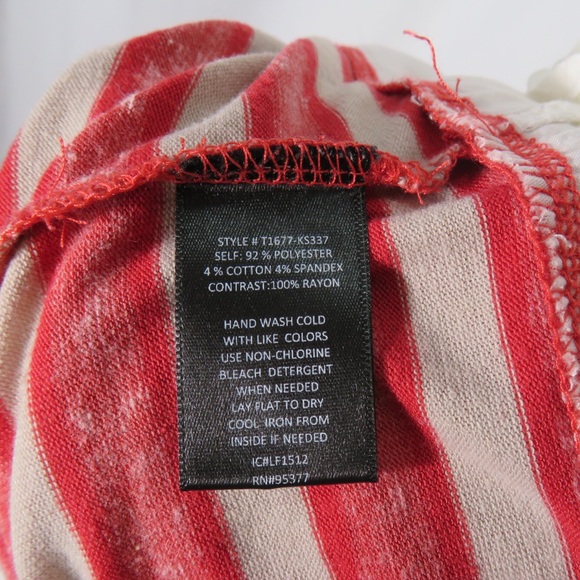 STYLE # T1677-KS337
SELF: 92 % POLYESTER
4 % COTTON 4% SPANDEX
CONTRAST:100% RAYON
HAND WASH COLD
WITH LIKE COLORS
USE NON-CHLORINE
BLEACH DETERGENT
WHEN NEEDED
LAY FLAT TO DRY
COOL IRON FROM
INSIDE IF NEEDED
IC#LF1512
RN#95377